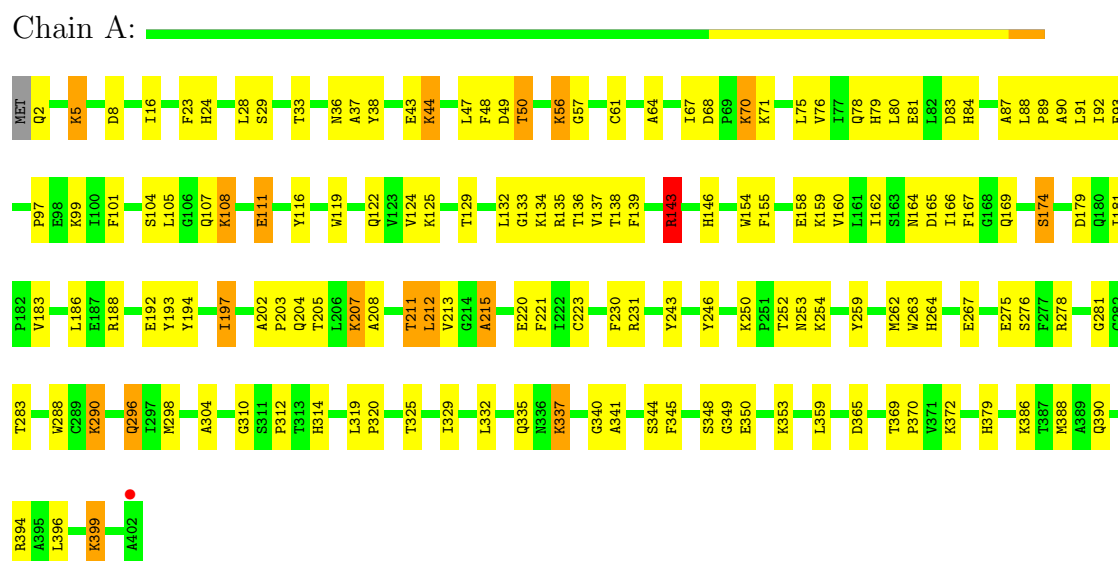 Chain A:
MET Q2 K5 D8 I16 F23 H24 L28 S29 T33 N36 A37 Y38 E43 K44 L47 F48 D49 T50 K56 G57 C61 A64 I67 D68 P69 K70 K71 L75 V76 I77 Q78 H79 L80 E81 L82 D83 H84 A87 L88 P89 A90 L91 I92
P97 E98 K99 I100 F101 S104 L105 G106 Q107 K108 E111 Y116 W119 Q122 V123 V124 K125 T129 L132 G133 K134 R135 T136 V137 T138 F139 R143 H146 W154 F155 E158 K159 V160 L161 I162 S163 N164 D165 I166 F167 G168 Q169 S174 D179 Q180 I181
P182 V183 L186 E187 R188 E192 Y193 Y194 I197 A202 P203 Q204 T205 L206 K207 A208 T211 L212 V213 G214 A215 E220 F221 I222 C223 F230 R231 Y243 Y246 K250 P251 T252 N253 K254 Y259 M262 W263 H264 E267 E275 S276 F277 R278 G281
T283 W288 C289 K290 Q296 I297 M298 A304 G310 S311 P312 T313 H314 L319 P320 T325 I329 L332 Q335 N336 K337 G340 A341 S344 F345 S348 G349 E350 K353 L359 D365 T369 P370 V371 K372 H379 K386 T387 M388 A389 Q390
R394 A395 L396 K399 A402